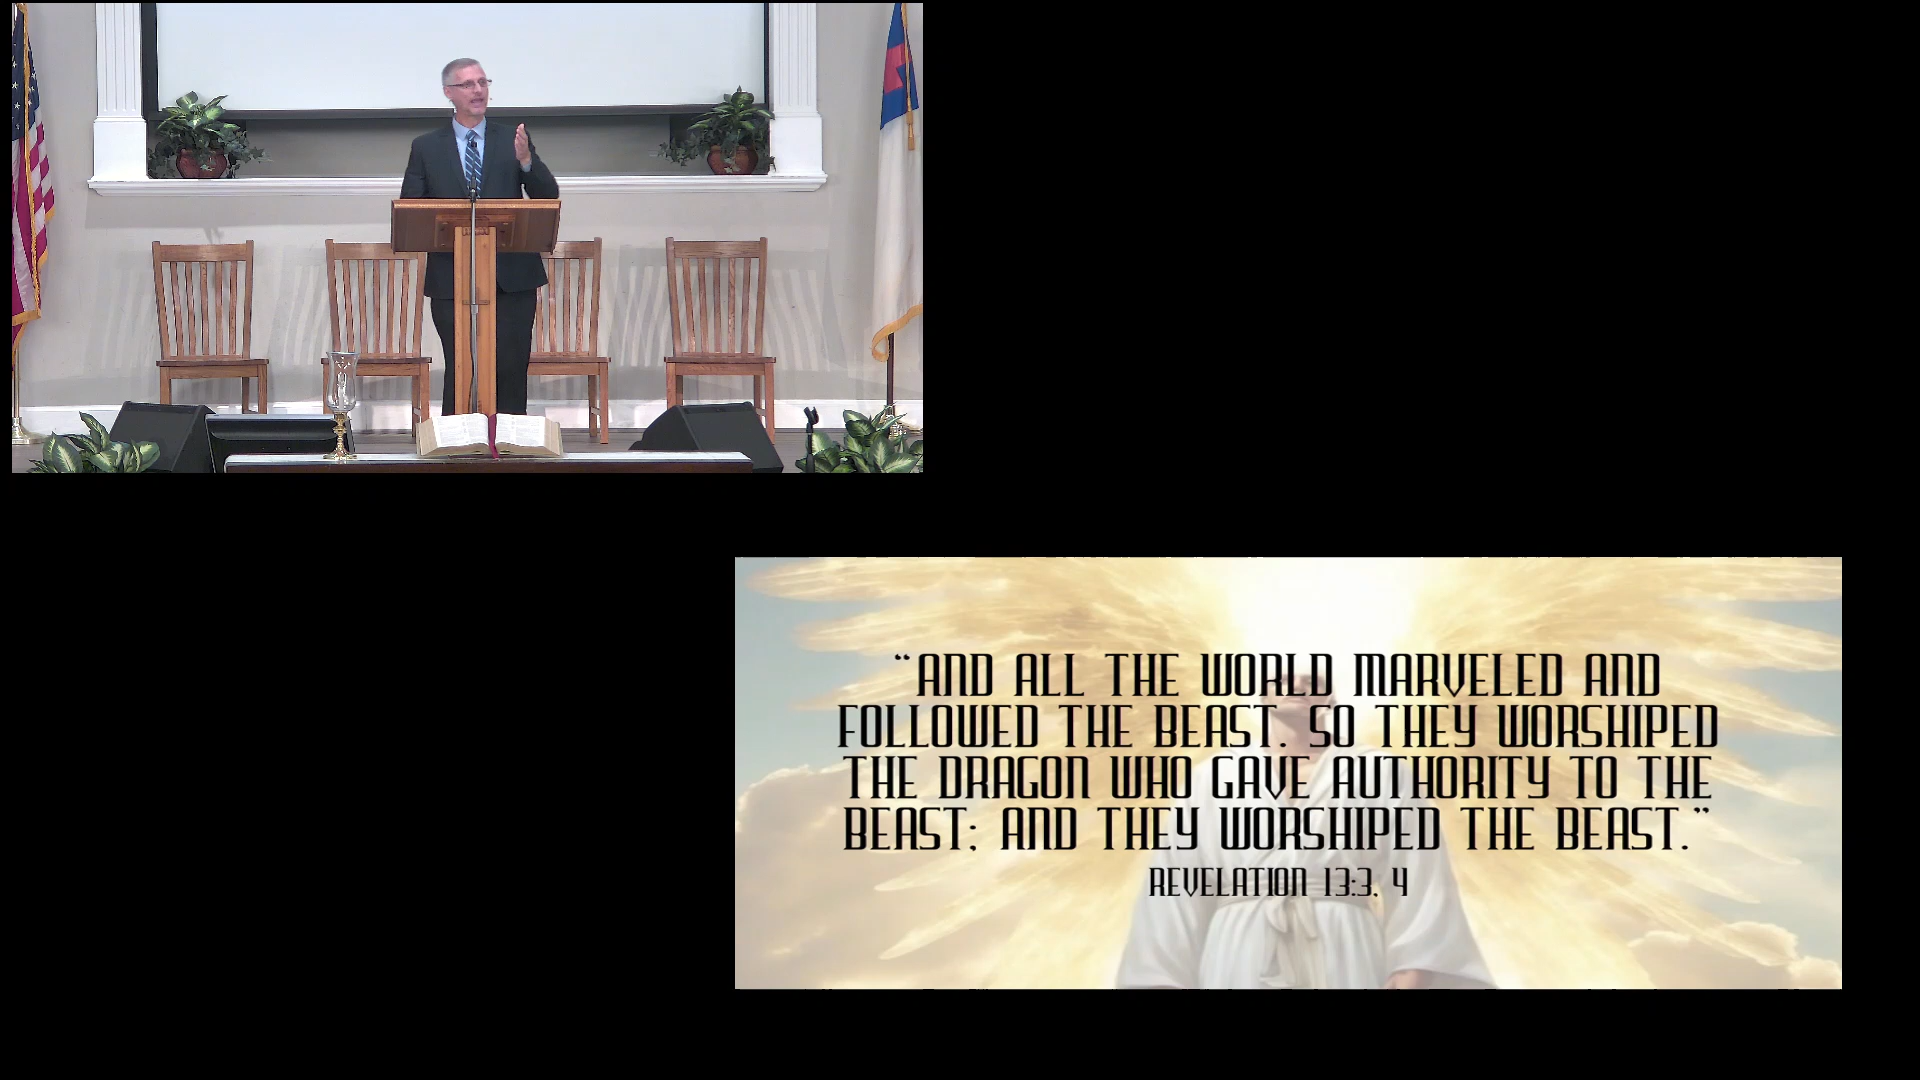 “AND ALL THE WORLD MARVELED AND
FOLLOWED THE BEAST. SO THEY WORSHIPED
THE DRAGON WHO GAVE AUTHORITY TO THE
BEAST; AND THEY WORSHIPED THE BEAST.”
REVELATION 13:3, 4